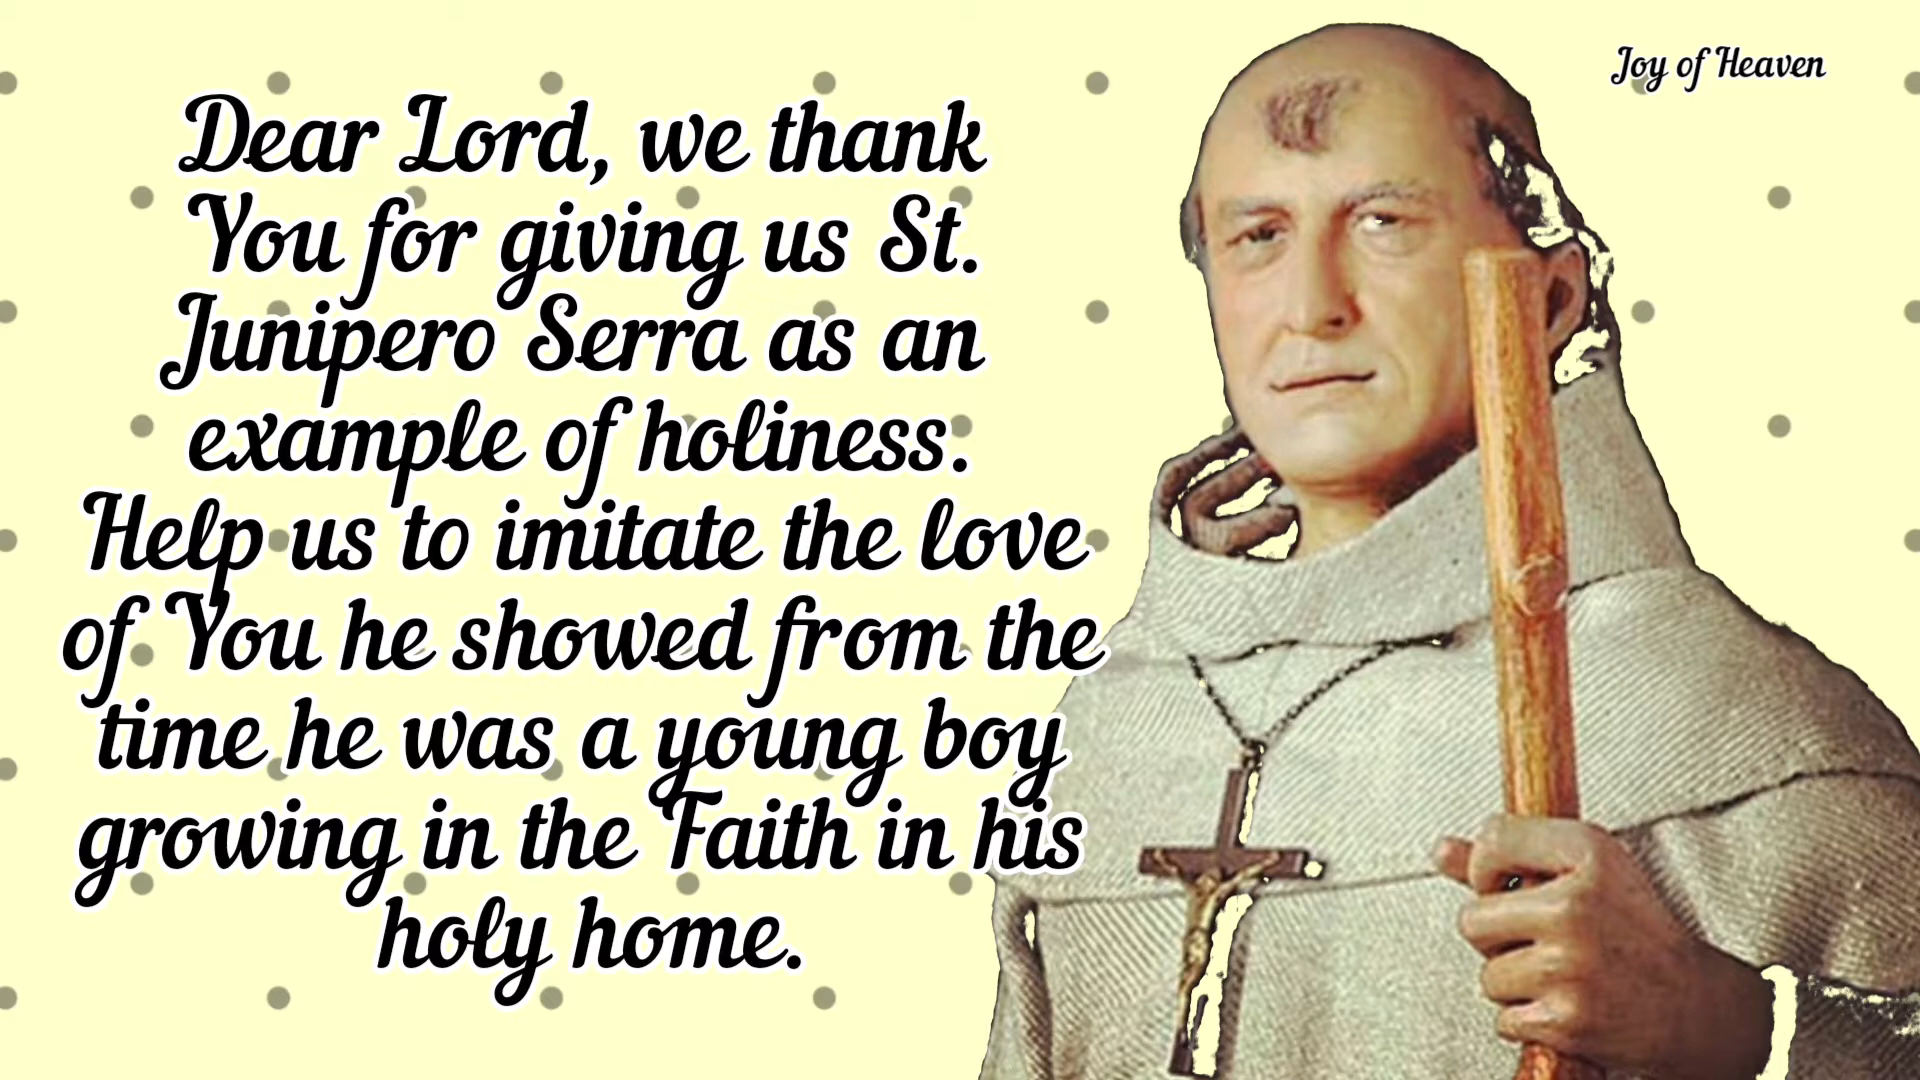 Joy of Heaven
Dear Lord, we thank
You for giving us St.
Junipero Serra as an
example of holiness.
Help us to imitate the love
of You he showed from the
time he was a young boy
growing in the Faith in his
holy home.